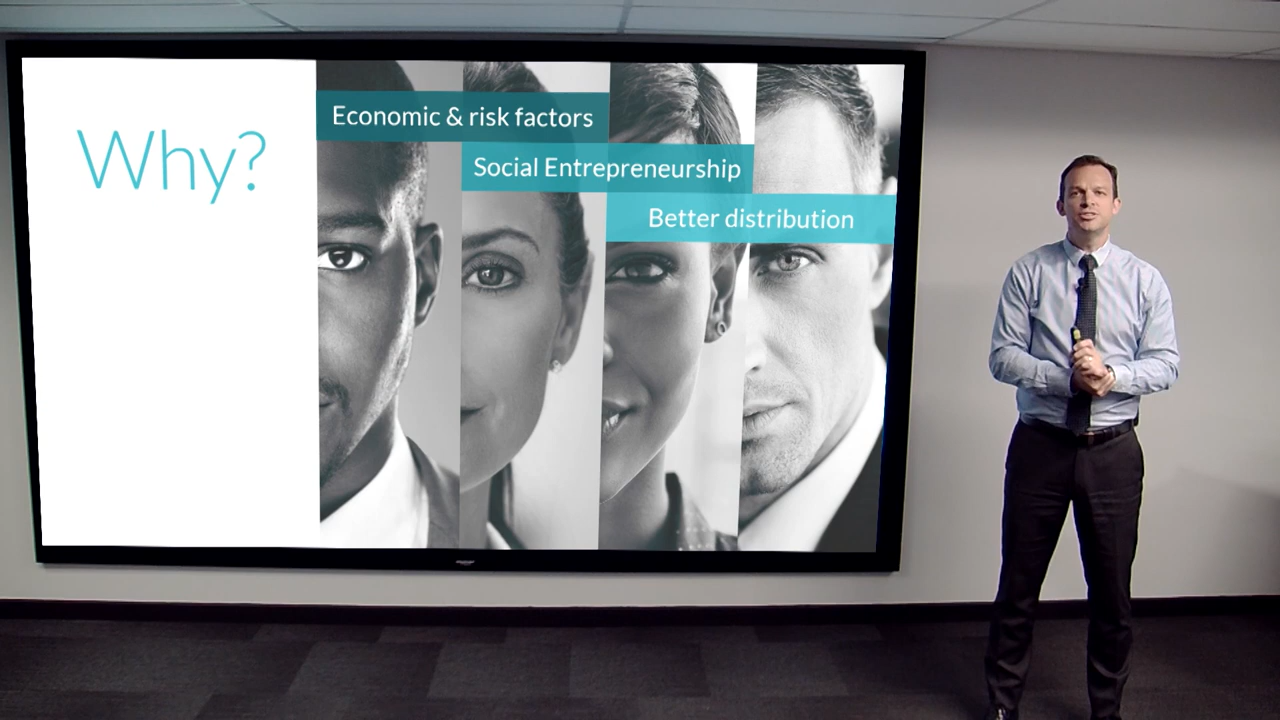 Why?
Economic & risk factors
Social Entrepreneurship
Better distribution